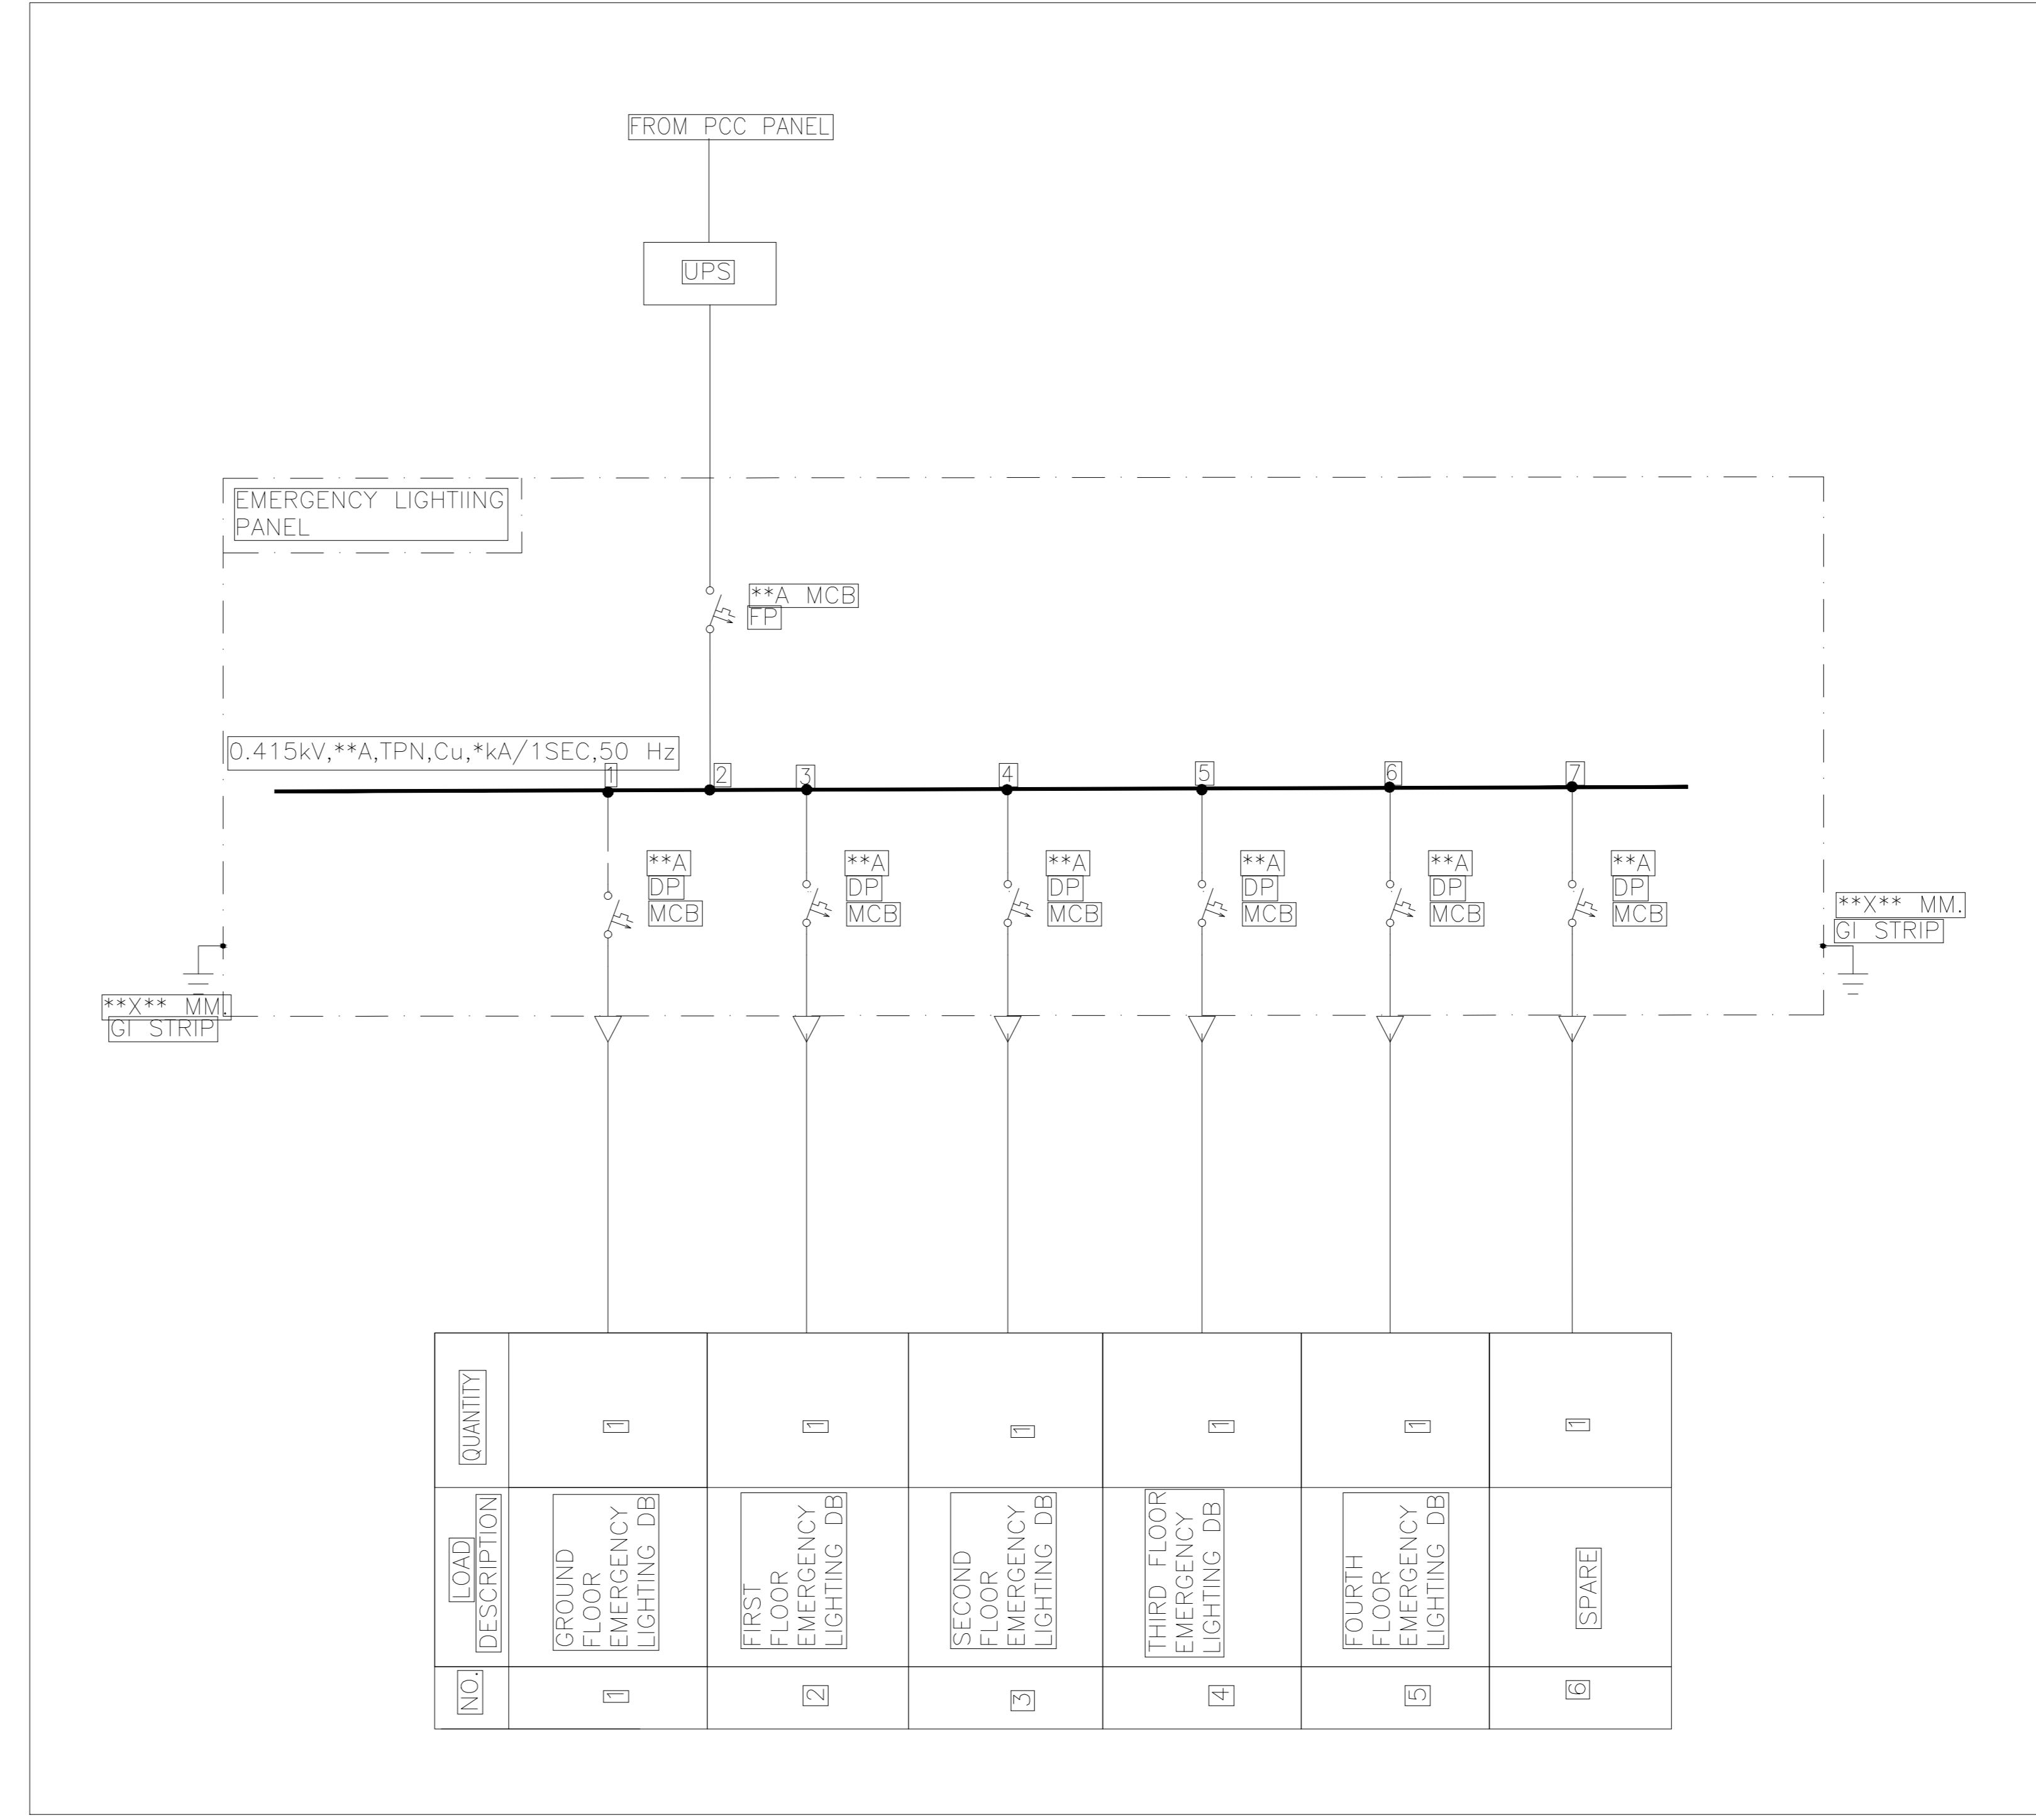 FROM PCC PANEL
UPS
EMERGENCY LIGHTIING
PANEL
**A MCB
FP
0.415kV,**A,TPN,Cu,*kA/1SEC,50 Hz
1
2
3
4
5
6
7
**A
DP
MCB
**A
DP
MCB
**A
DP
MCB
**A
DP
MCB
**A
DP
MCB
**A
DP
MCB
**X** MM.
GI STRIP
**X** MM.
GI STRIP
QUANTITY
1
1
1
1
1
1
LOAD
DESCRIPTION
GROUND
FLOOR
EMERGENCY
LIGHTING DB
FIRST
FLOOR
EMERGENCY
LIGHTING DB
SECOND
FLOOR
EMERGENCY
LIGHTING DB
THIRD FLOOR
EMERGENCY
LIGHTING DB
FOURTH
FLOOR
EMERGENCY
LIGHTING DB
SPARE
NO.
1
2
3
4
5
6